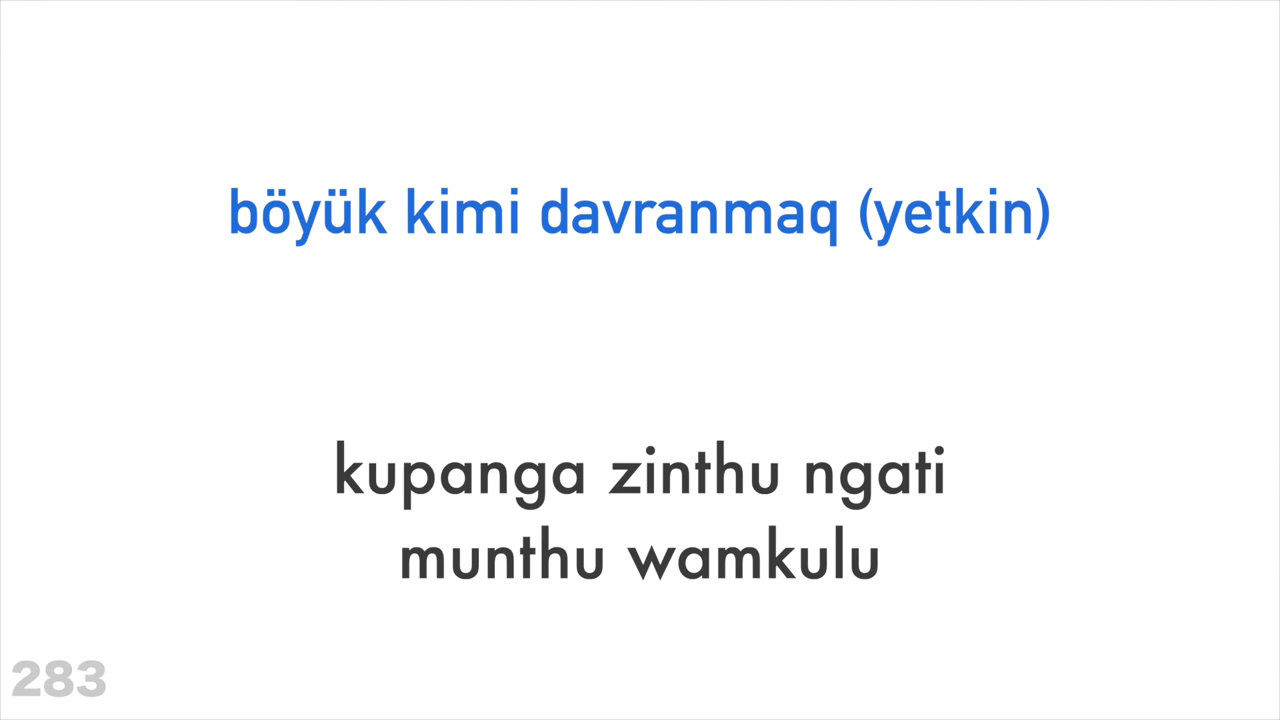 böyük kimi davranmaq (yetkin)
kupanga zinthu ngati
munthu wamkulu
283